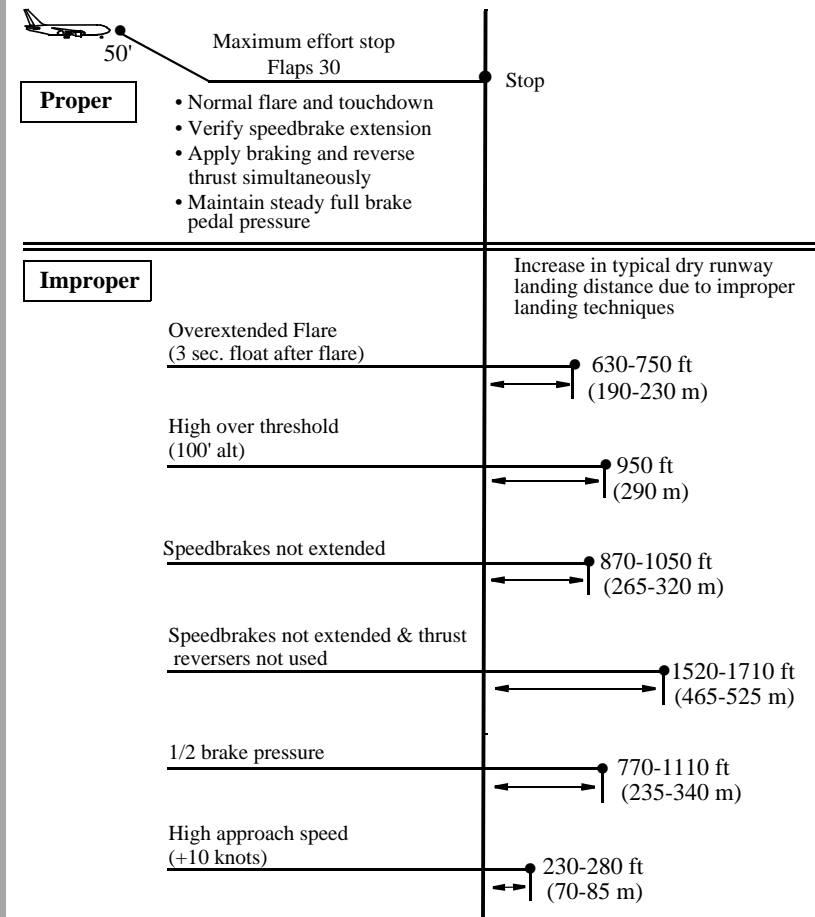 50'
Maximum effort stop
Flaps 30
Stop
Proper
• Normal flare and touchdown
• Verify speedbrake extension
• Apply braking and reverse
thrust simultaneously
• Maintain steady full brake
pedal pressure
Improper
Increase in typical dry runway
landing distance due to improper
landing techniques
Overextended Flare
(3 sec. float after flare)
630-750 ft
(190-230 m)
High over threshold
(100' alt)
950 ft
(290 m)
Speedbrakes not extended
870-1050 ft
(265-320 m)
Speedbrakes not extended & thrust
reversers not used
1520-1710 ft
(465-525 m)
1/2 brake pressure
770-1110 ft
(235-340 m)
High approach speed
(+10 knots)
230-280 ft
(70-85 m)